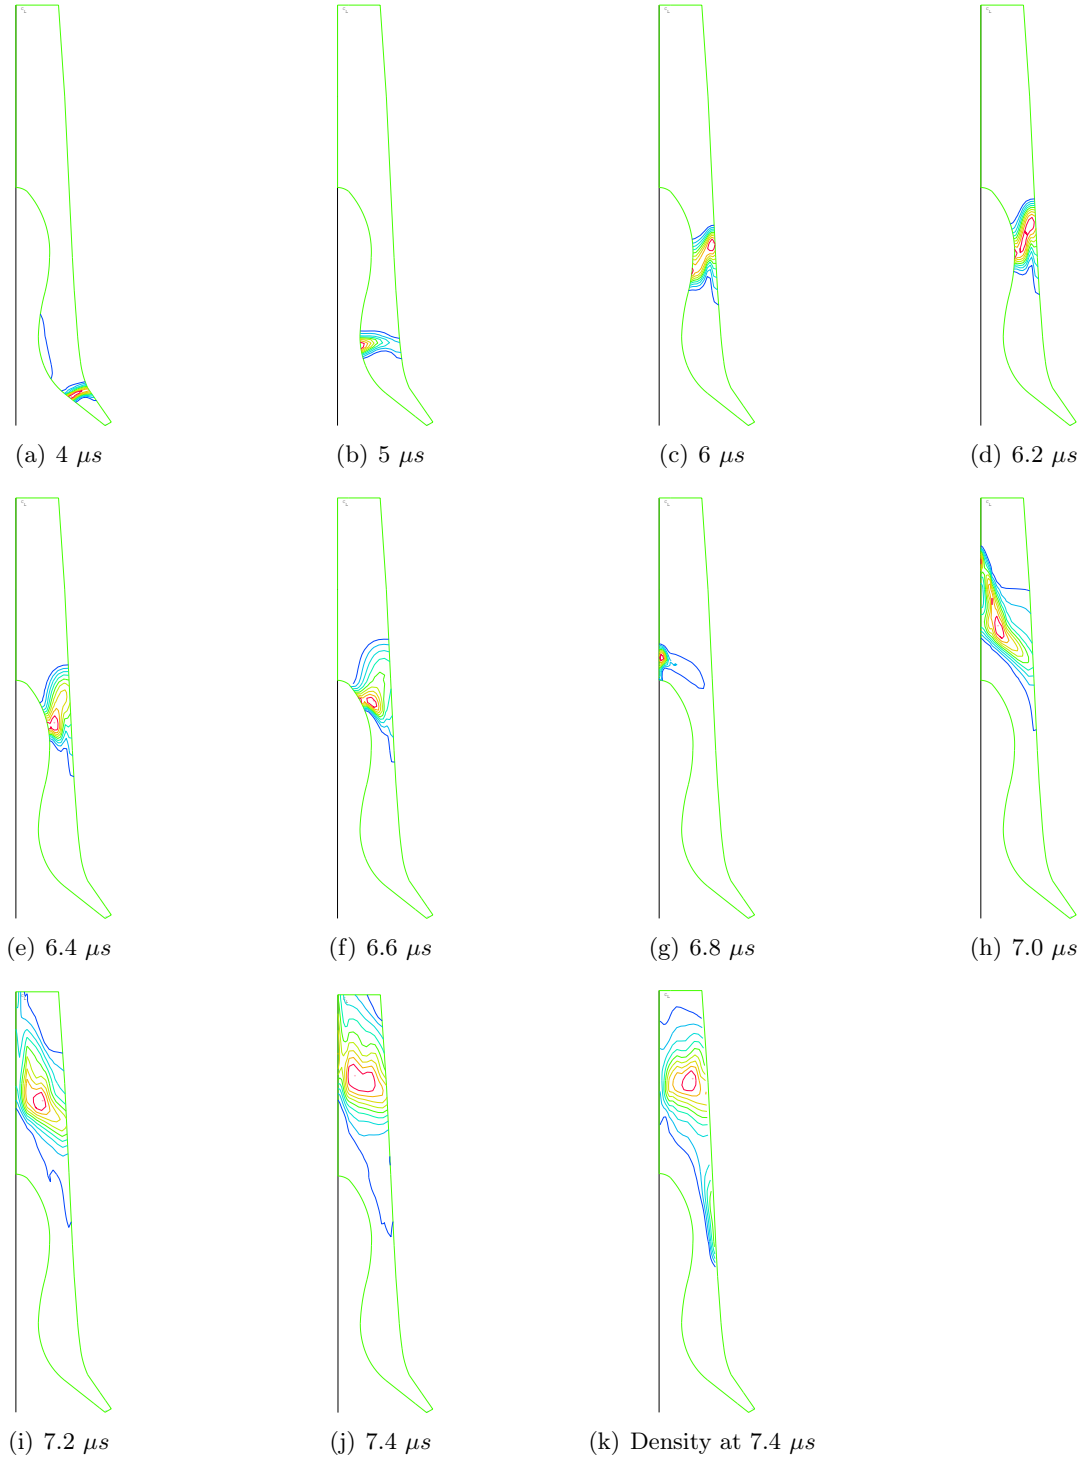 (a) 4 μs
(b) 5 μs
(c) 6 μs
(d) 6.2 μs
(e) 6.4 μs
(f) 6.6 μs
(g) 6.8 μs
(h) 7.0 μs
(i) 7.2 μs
(j) 7.4 μs
(k) Density at 7.4 μs